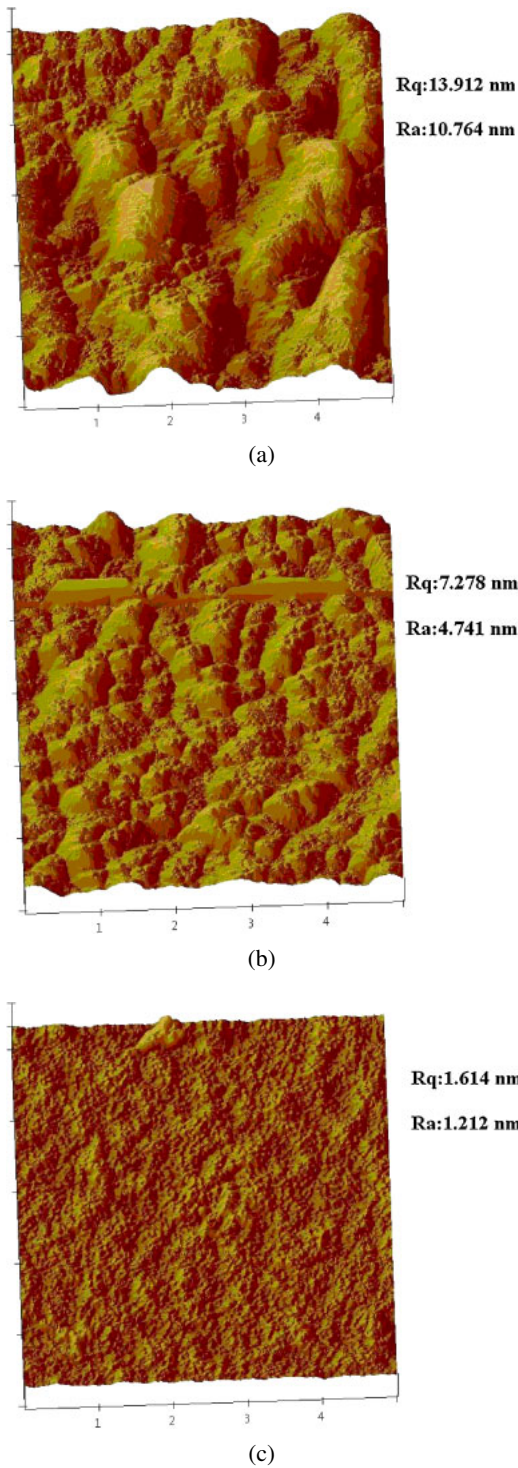 Rq:13.912 nm
Ra:10.764 nm
1 2 3 4
(a)
Rq:7.278 nm
Ra:4.741 nm
1 2 3 4
(b)
Rq:1.614 nm
Ra:1.212 nm
1 2 3 4
(c)